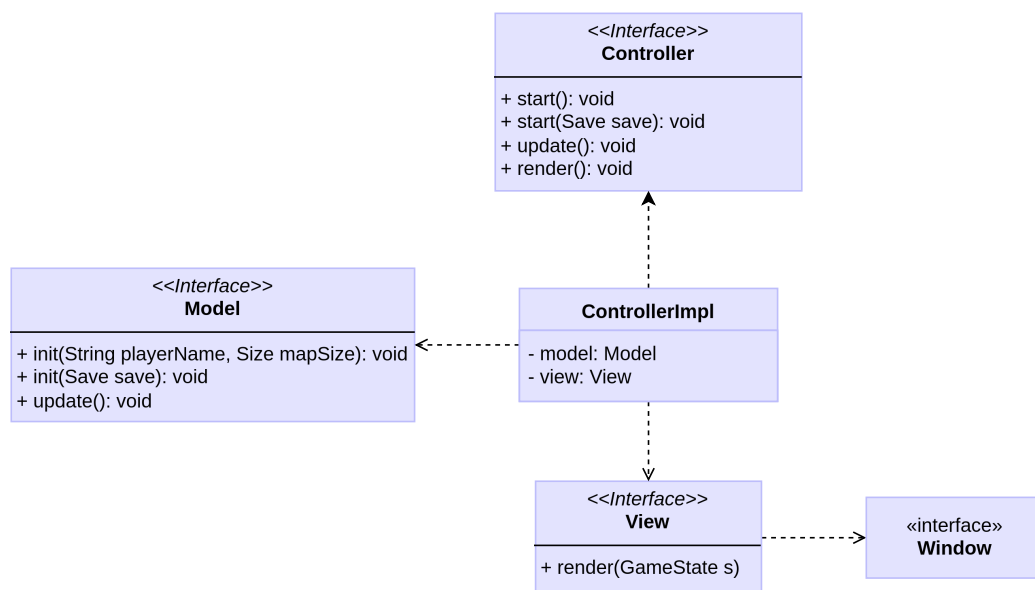 <<Interface>>
Controller
+ start(): void
+ start(Save save): void
+ update(): void
+ render(): void
<<Interface>>
Model
+ init(String playerName, Size mapSize): void
+ init(Save save): void
+ update(): void
ControllerImpl
- model: Model
- view: View
<<Interface>>
View
+ render(GameState s)
«interface»
Window